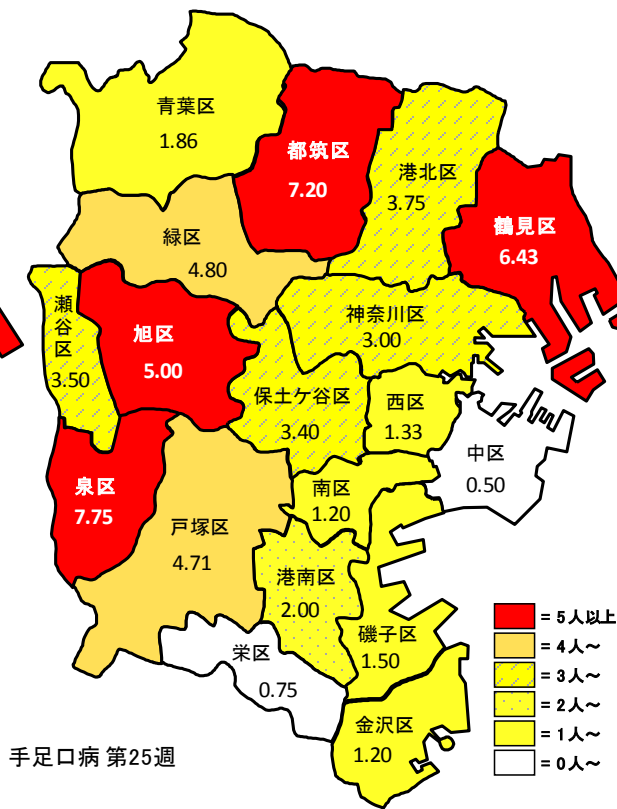 青葉区
1.86
都筑区
7.20
港北区
3.75
鶴見区
6.43
緑区
4.80
瀬
谷
区
3.50
旭区
5.00
神奈川区
3.00
保土ケ谷区
3.40
西区
1.33
中区
0.50
泉区
7.75
戸塚区
4.71
南区
1.20
港南区
2.00
磯子区
1.50
栄区
0.75
金沢区
1.20
= 5人以上
= 4人～
= 3人～
= 2人～
= 1人～
= 0人～
手足口病 第25週